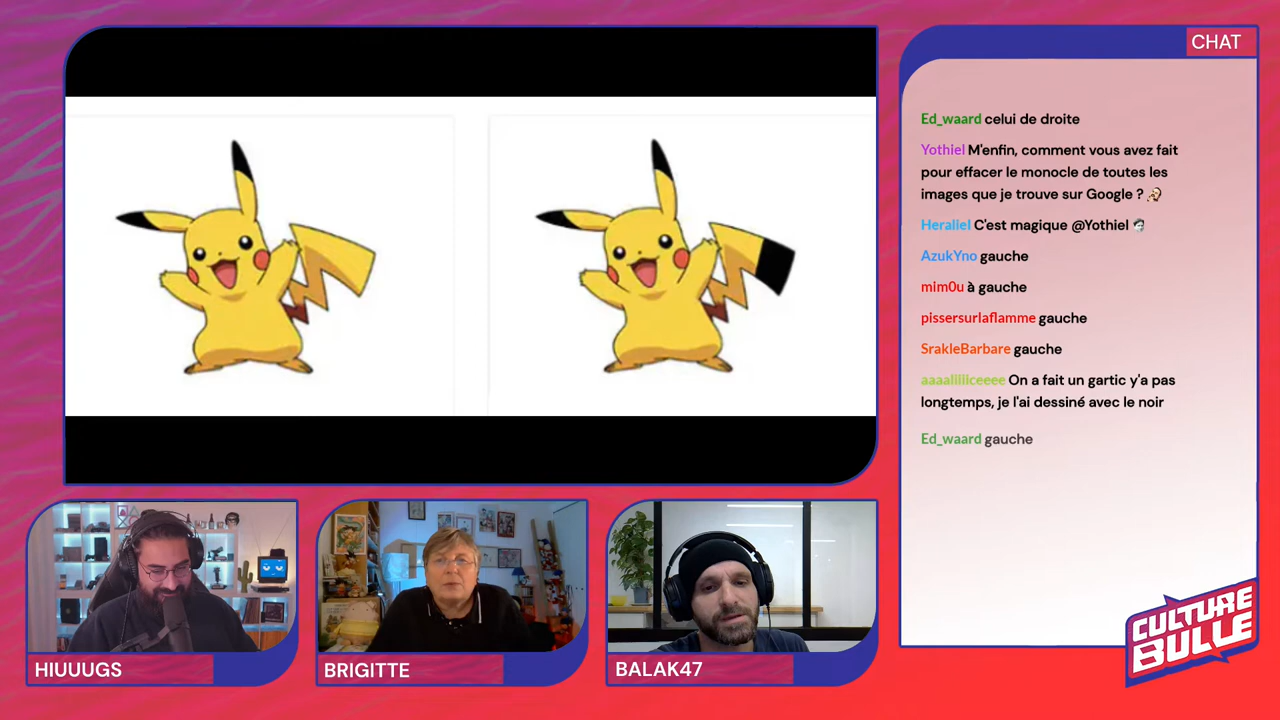 CHAT
Ed_waard celui de droite
Yothiel M'enfin, comment vous avez fait
pour effacer le monocle de toutes les
images que je trouve sur Google ?
Herallel C'est magique @Yothiel
AzukYno gauche
mim0u à gauche
pissersurlaflamme gauche
SrakleBarbare gauche
aaaaliiliiceeee On a fait un gartic y'a pas
longtemps, je l'ai dessiné avec le noir
Ed_waard gauche
HIUUUGS
BRIGITTE
BALAK47
CULTURE
BULLE